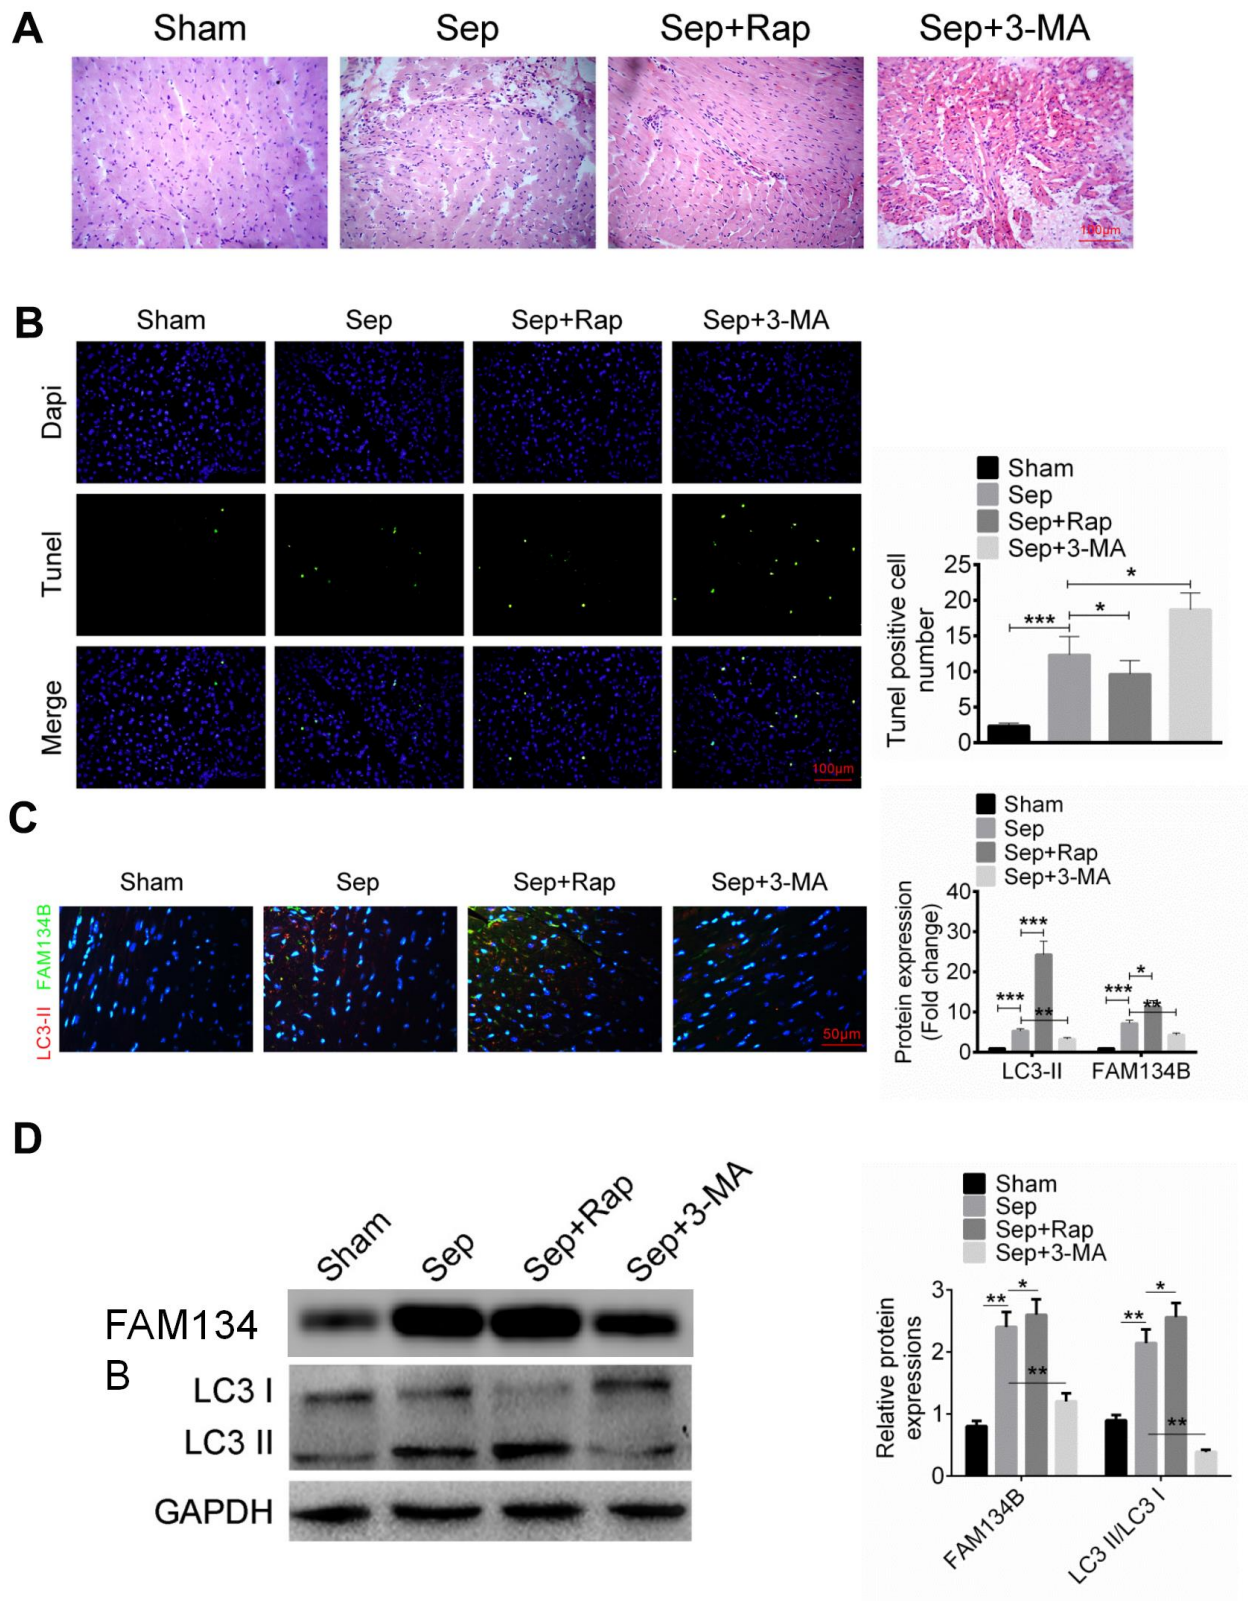 A
Sham Sep Sep+Rap Sep+3-MA
100μm
B
Sham Sep Sep+Rap Sep+3-MA
Dapi
Tunel
Merge
100μm
Sham
Sep
Sep+Rap
Sep+3-MA
Tunel positive cell
number
25
20
15
10
5
0
*
*
***
C
Sham Sep Sep+Rap Sep+3-MA
LC3-II FAM134B
50μm
Sham
Sep
Sep+Rap
Sep+3-MA
Protein expression
(Fold change)
40
30
20
10
0
***
*** **
*
*** **
LC3-II FAM134B
D
Sham Sep Sep+Rap Sep+3-MA
FAM134
B
LC3 I
LC3 II
GAPDH
Sham
Sep
Sep+Rap
Sep+3-MA
Relative protein
expressions
3
2
1
0
** *
**
** *
**
FAM134B LC3 II/LC3 I